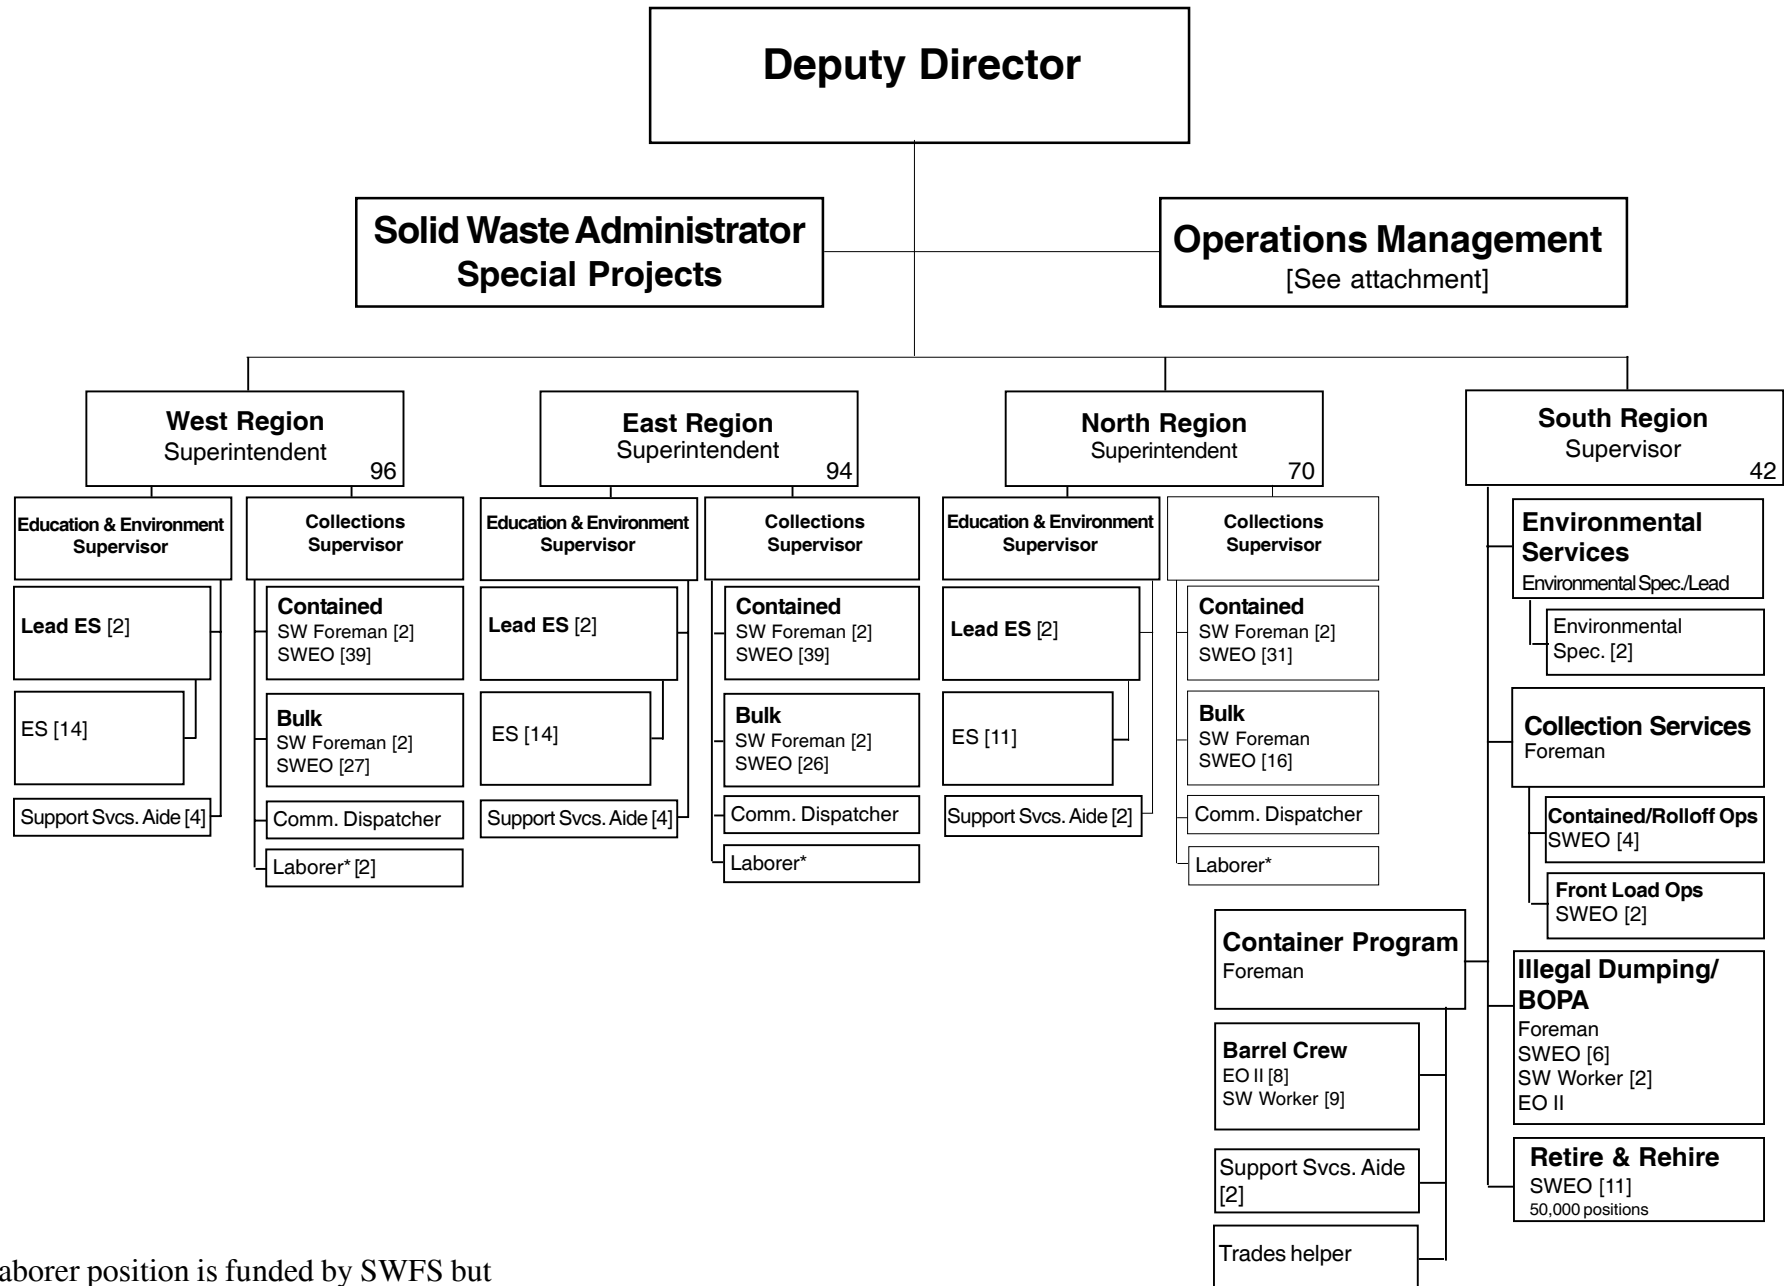 Deputy Director
Solid Waste Administrator
Special Projects
Operations Management
[See attachment]
West Region
Superintendent
96
East Region
Superintendent
94
North Region
Superintendent
70
South Region
Supervisor
42
Education & Environment
Supervisor
Lead ES [2]
ES [14]
Support Svcs. Aide [4]
Collections
Supervisor
Contained
SW Foreman [2]
SWEO [39]
Bulk
SW Foreman [2]
SWEO [27]
Comm. Dispatcher
Laborer* [2]
Education & Environment
Supervisor
Lead ES [2]
ES [14]
Support Svcs. Aide [4]
Collections
Supervisor
Contained
SW Foreman [2]
SWEO [39]
Bulk
SW Foreman [2]
SWEO [26]
Comm. Dispatcher
Laborer*
Education & Environment
Supervisor
Lead ES [2]
ES [11]
Support Svcs. Aide [2]
Collections
Supervisor
Contained
SW Foreman [2]
SWEO [31]
Bulk
SW Foreman
SWEO [16]
Comm. Dispatcher
Laborer*
Environmental
Services
Environmental Spec./Lead
Environmental
Spec. [2]
Collection Services
Foreman
Contained/Rolloff Ops
SWEO [4]
Front Load Ops
SWEO [2]
Container Program
Foreman
Barrel Crew
EO II [8]
SW Worker [9]
Support Svcs. Aide
[2]
Trades helper
Illegal Dumping/
BOPA
Foreman
SWEO [6]
SW Worker [2]
EO II
Retire & Rehire
SWEO [11]
50,000 positions
aborer position is funded by SWFS but